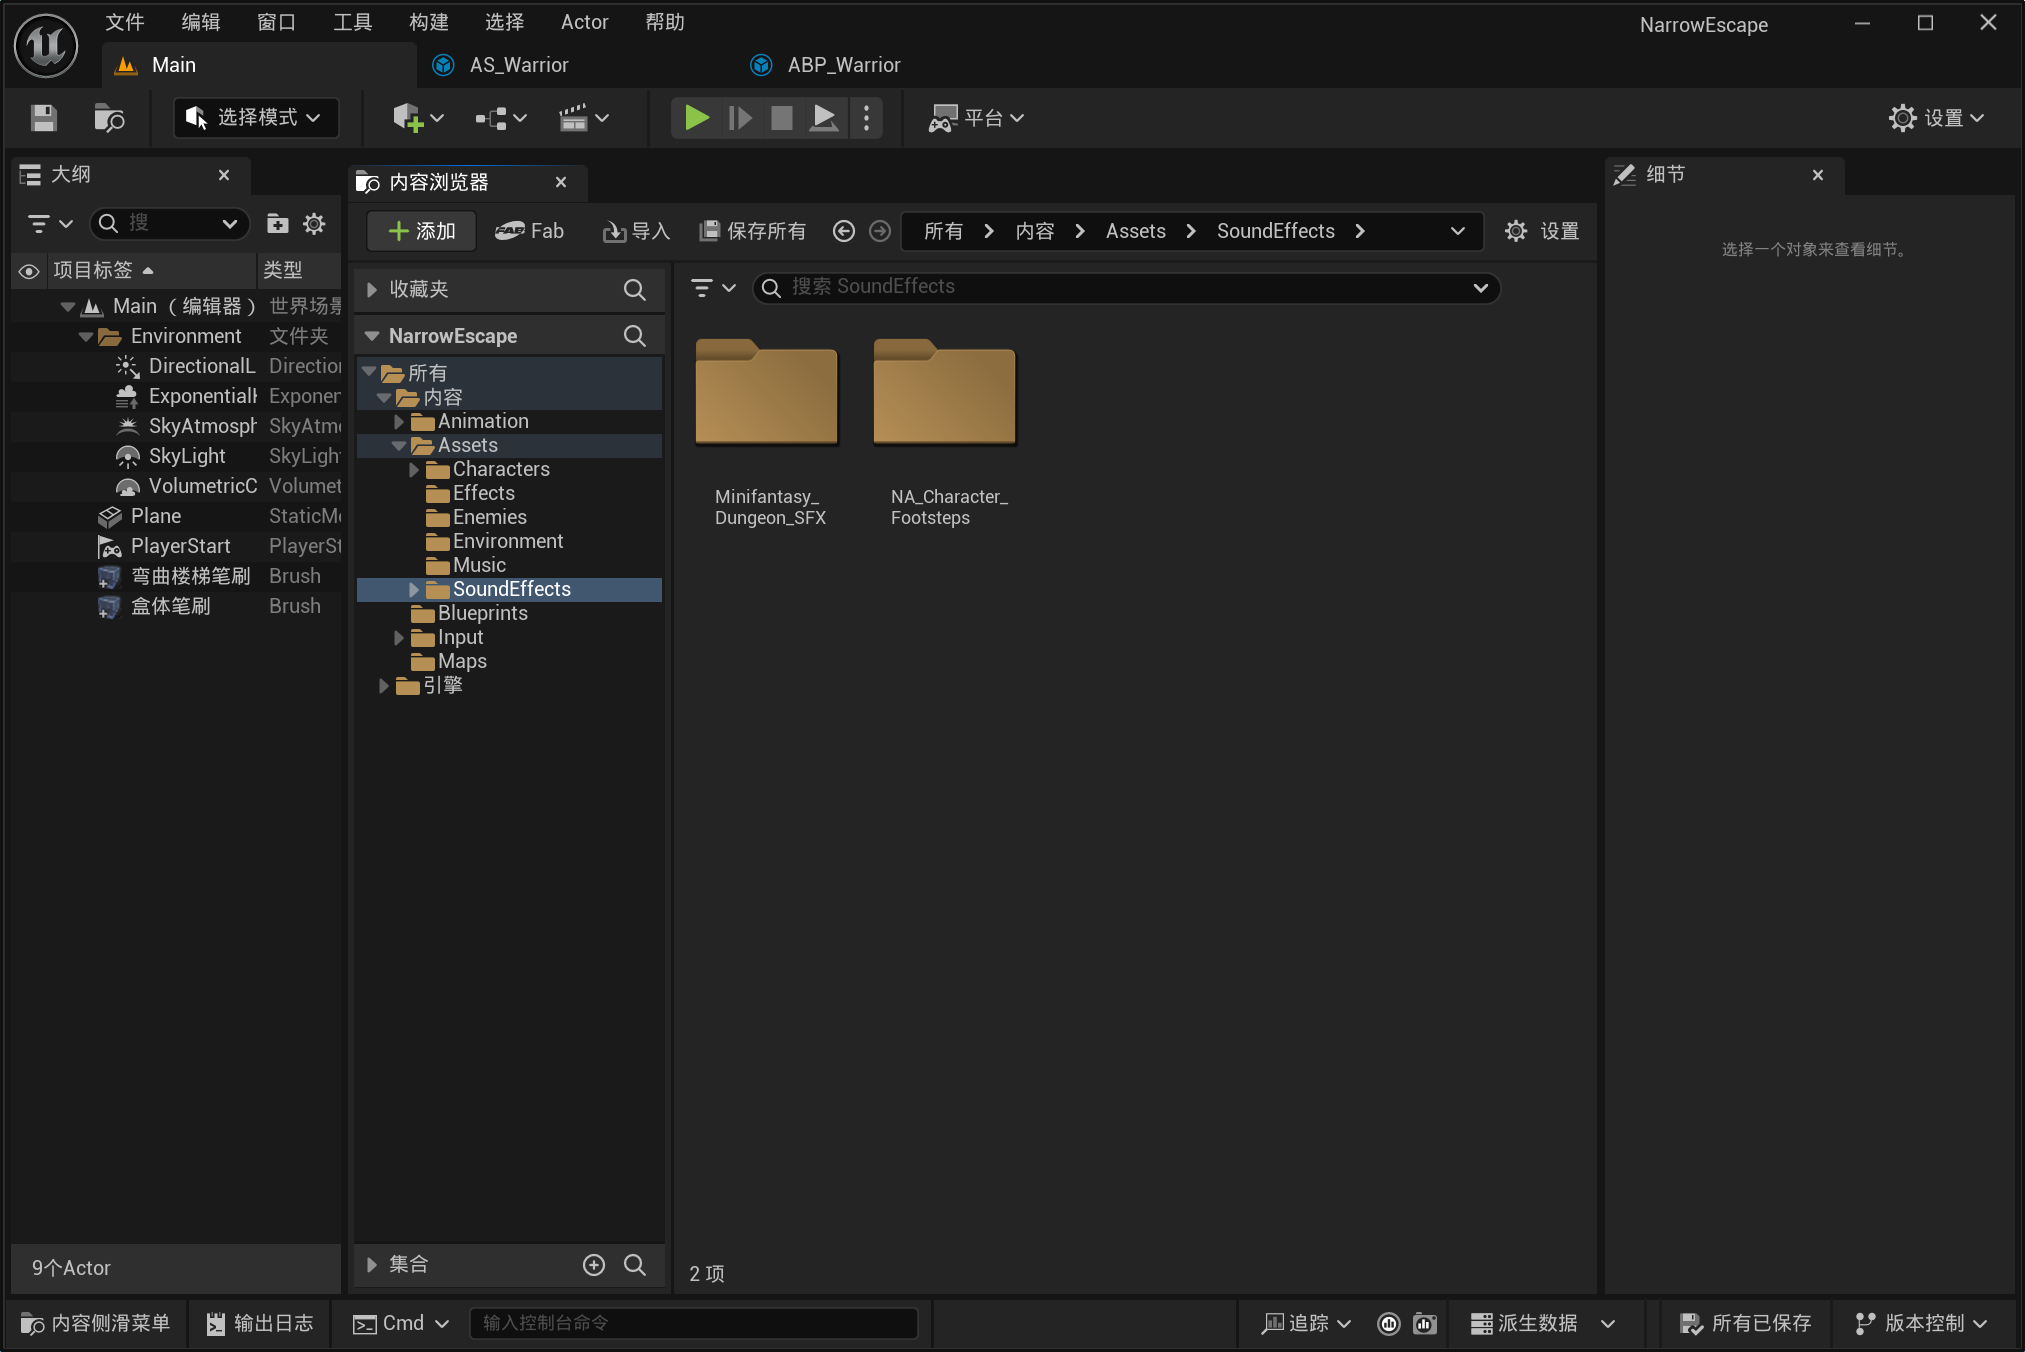 文件 编辑 窗口 工具 构建 选择 Actor 帮助 NarrowEscape
Main AS_Warrior ABP_Warrior
选择模式 平台 设置
大纲
搜
项目标签 类型
Main （编辑器） 世界场景
Environment 文件夹
DirectionalL Direction
Exponential Exponen
SkyAtmosph SkyAtm
SkyLight SkyLigh
VolumetricC Volumet
Plane StaticMe
PlayerStart PlayerSt
弯曲楼梯笔刷 Brush
盒体笔刷 Brush
9个Actor
内容浏览器
添加 Fab 导入 保存所有 所有 内容 Assets SoundEffects 设置
收藏夹
NarrowEscape
所有
内容
Animation
Assets
Characters
Effects
Enemies
Environment
Music
SoundEffects
Blueprints
Input
Maps
引擎
集合
搜索 SoundEffects
Minifantasy_
Dungeon_SFX
NA_Character_
Footsteps
2 项
细节
选择一个对象来查看细节。
内容侧滑菜单 输出日志 Cmd 输入控制台命令 追踪 派生数据 所有已保存 版本控制